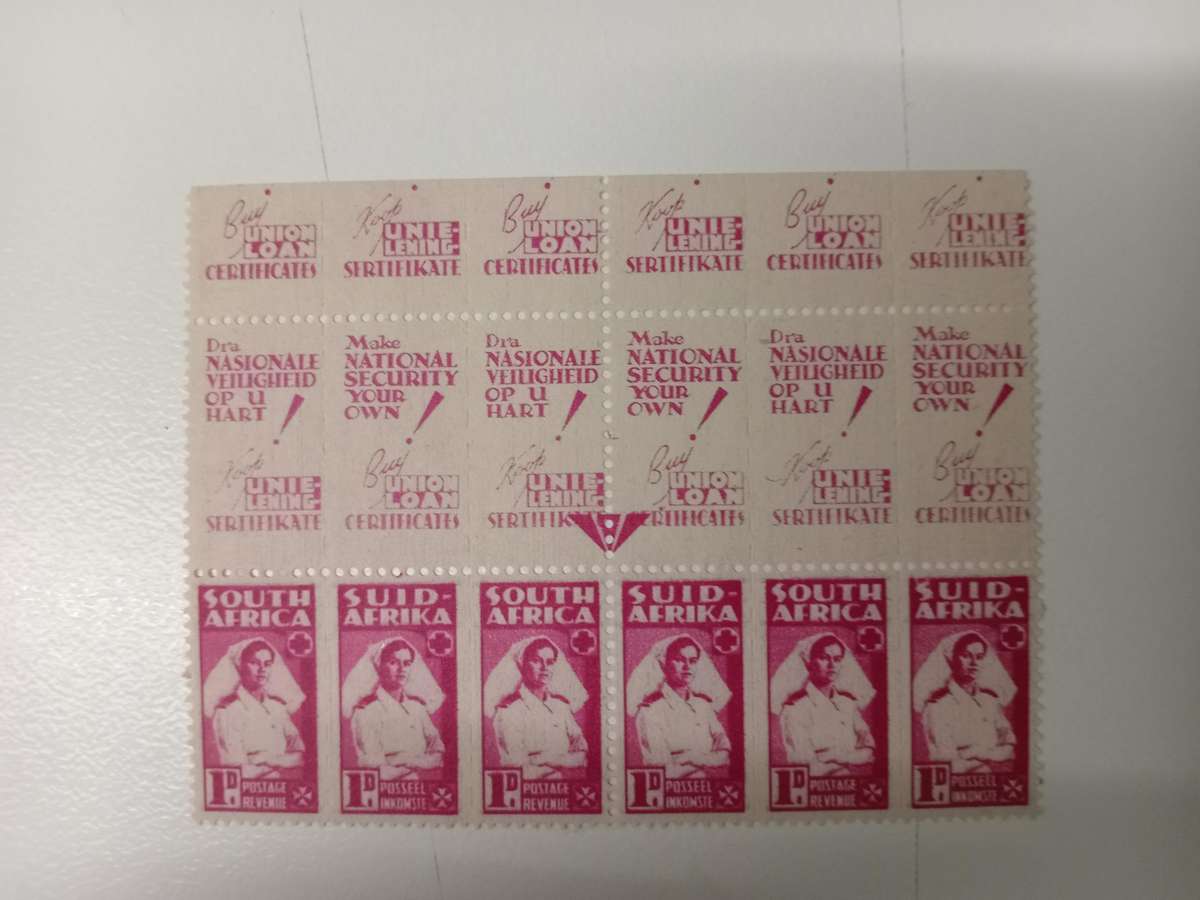 Buy UNION LOAN CERTIFICATES
Koop UNIE- LENING- SERTIFIKATE
Buy UNION LOAN CERTIFICATES
Koop UNIE- LENING- SERTIFIKATE
Buy UNION LOAN CERTIFICATES
Koop UNIE- LENING- SERTIFIKATE
Dra
NASIONALE
VEILIGHEID
OP U
HART!
Koop
UNIE-
LENING-
SERTIFIKATE
Make
NATIONAL
SECURITY
YOUR
OWN!
Buy
UNION
LOAN
CERTIFICATES
Dra
NASIONALE
VEILIGHEID
OP U
HART!
Koop
UNIE-
LENING-
SERTIFIKATE
Make
NATIONAL
SECURITY
YOUR
OWN!
Buy
UNION
LOAN
CERTIFICATES
Dra
NASIONALE
VEILIGHEID
OP U
HART!
Koop
UNIE-
LENING-
SERTIFIKATE
Make
NATIONAL
SECURITY
YOUR
OWN!
Buy
UNION
LOAN
CERTIFICATES
SOUTH
AFRICA
1D.
POSTAGE
REVENUE
SUID-
AFRIKA
1D.
POSSEEL
INKOMSTE
SOUTH
AFRICA
1D.
POSTAGE
REVENUE
SUID-
AFRIKA
1D.
POSSEEL
INKOMSTE
SOUTH
AFRICA
1D.
POSTAGE
REVENUE
SUID-
AFRIKA
1D.
POSSEEL
INKOMSTE